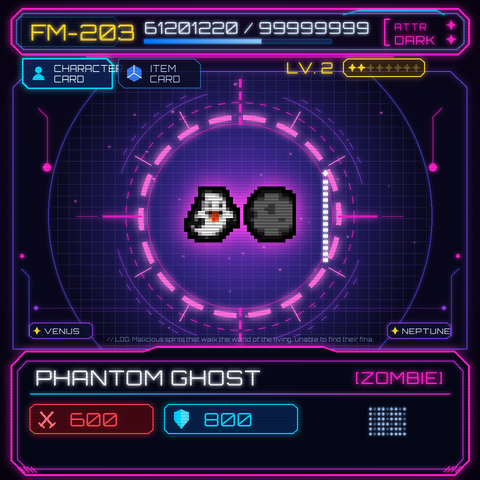 FM-203
61201220 / 99999999
ATTR
DARK
CHARACTER
CARD
ITEM
CARD
LV. 2
VENUS
NEPTUNE
// LOG: Malicious spirits that walk the world of the living, unable to find their final
PHANTOM GHOST
[ZOMBIE]
600
800